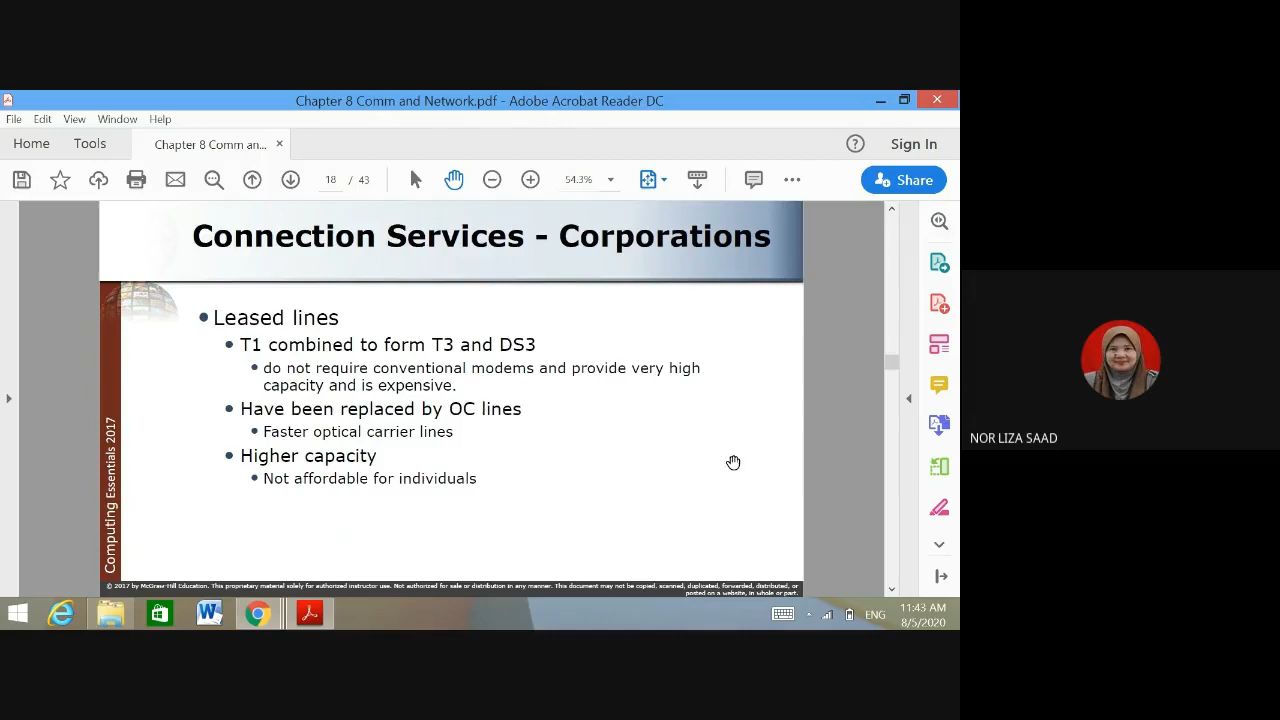 Chapter 8 Comm and Network.pdf - Adobe Acrobat Reader DC
File Edit View Window Help
Home Tools Chapter 8 Comm an... × Sign In
18 / 43 54.3% Share
Connection Services - Corporations
Leased lines
T1 combined to form T3 and DS3
do not require conventional modems and provide very high
capacity and is expensive.
Have been replaced by OC lines
Faster optical carrier lines
Higher capacity
Not affordable for individuals
Computing Essentials 2017
© 2017 by McGraw-Hill Education. This proprietary material solely for authorized instructor use. Not authorized for sale or distribution in any manner. This document may not be copied, scanned, duplicated, forwarded, distributed, or
posted on a website, in whole or part.
ENG 11:43 AM
8/5/2020
NOR LIZA SAAD